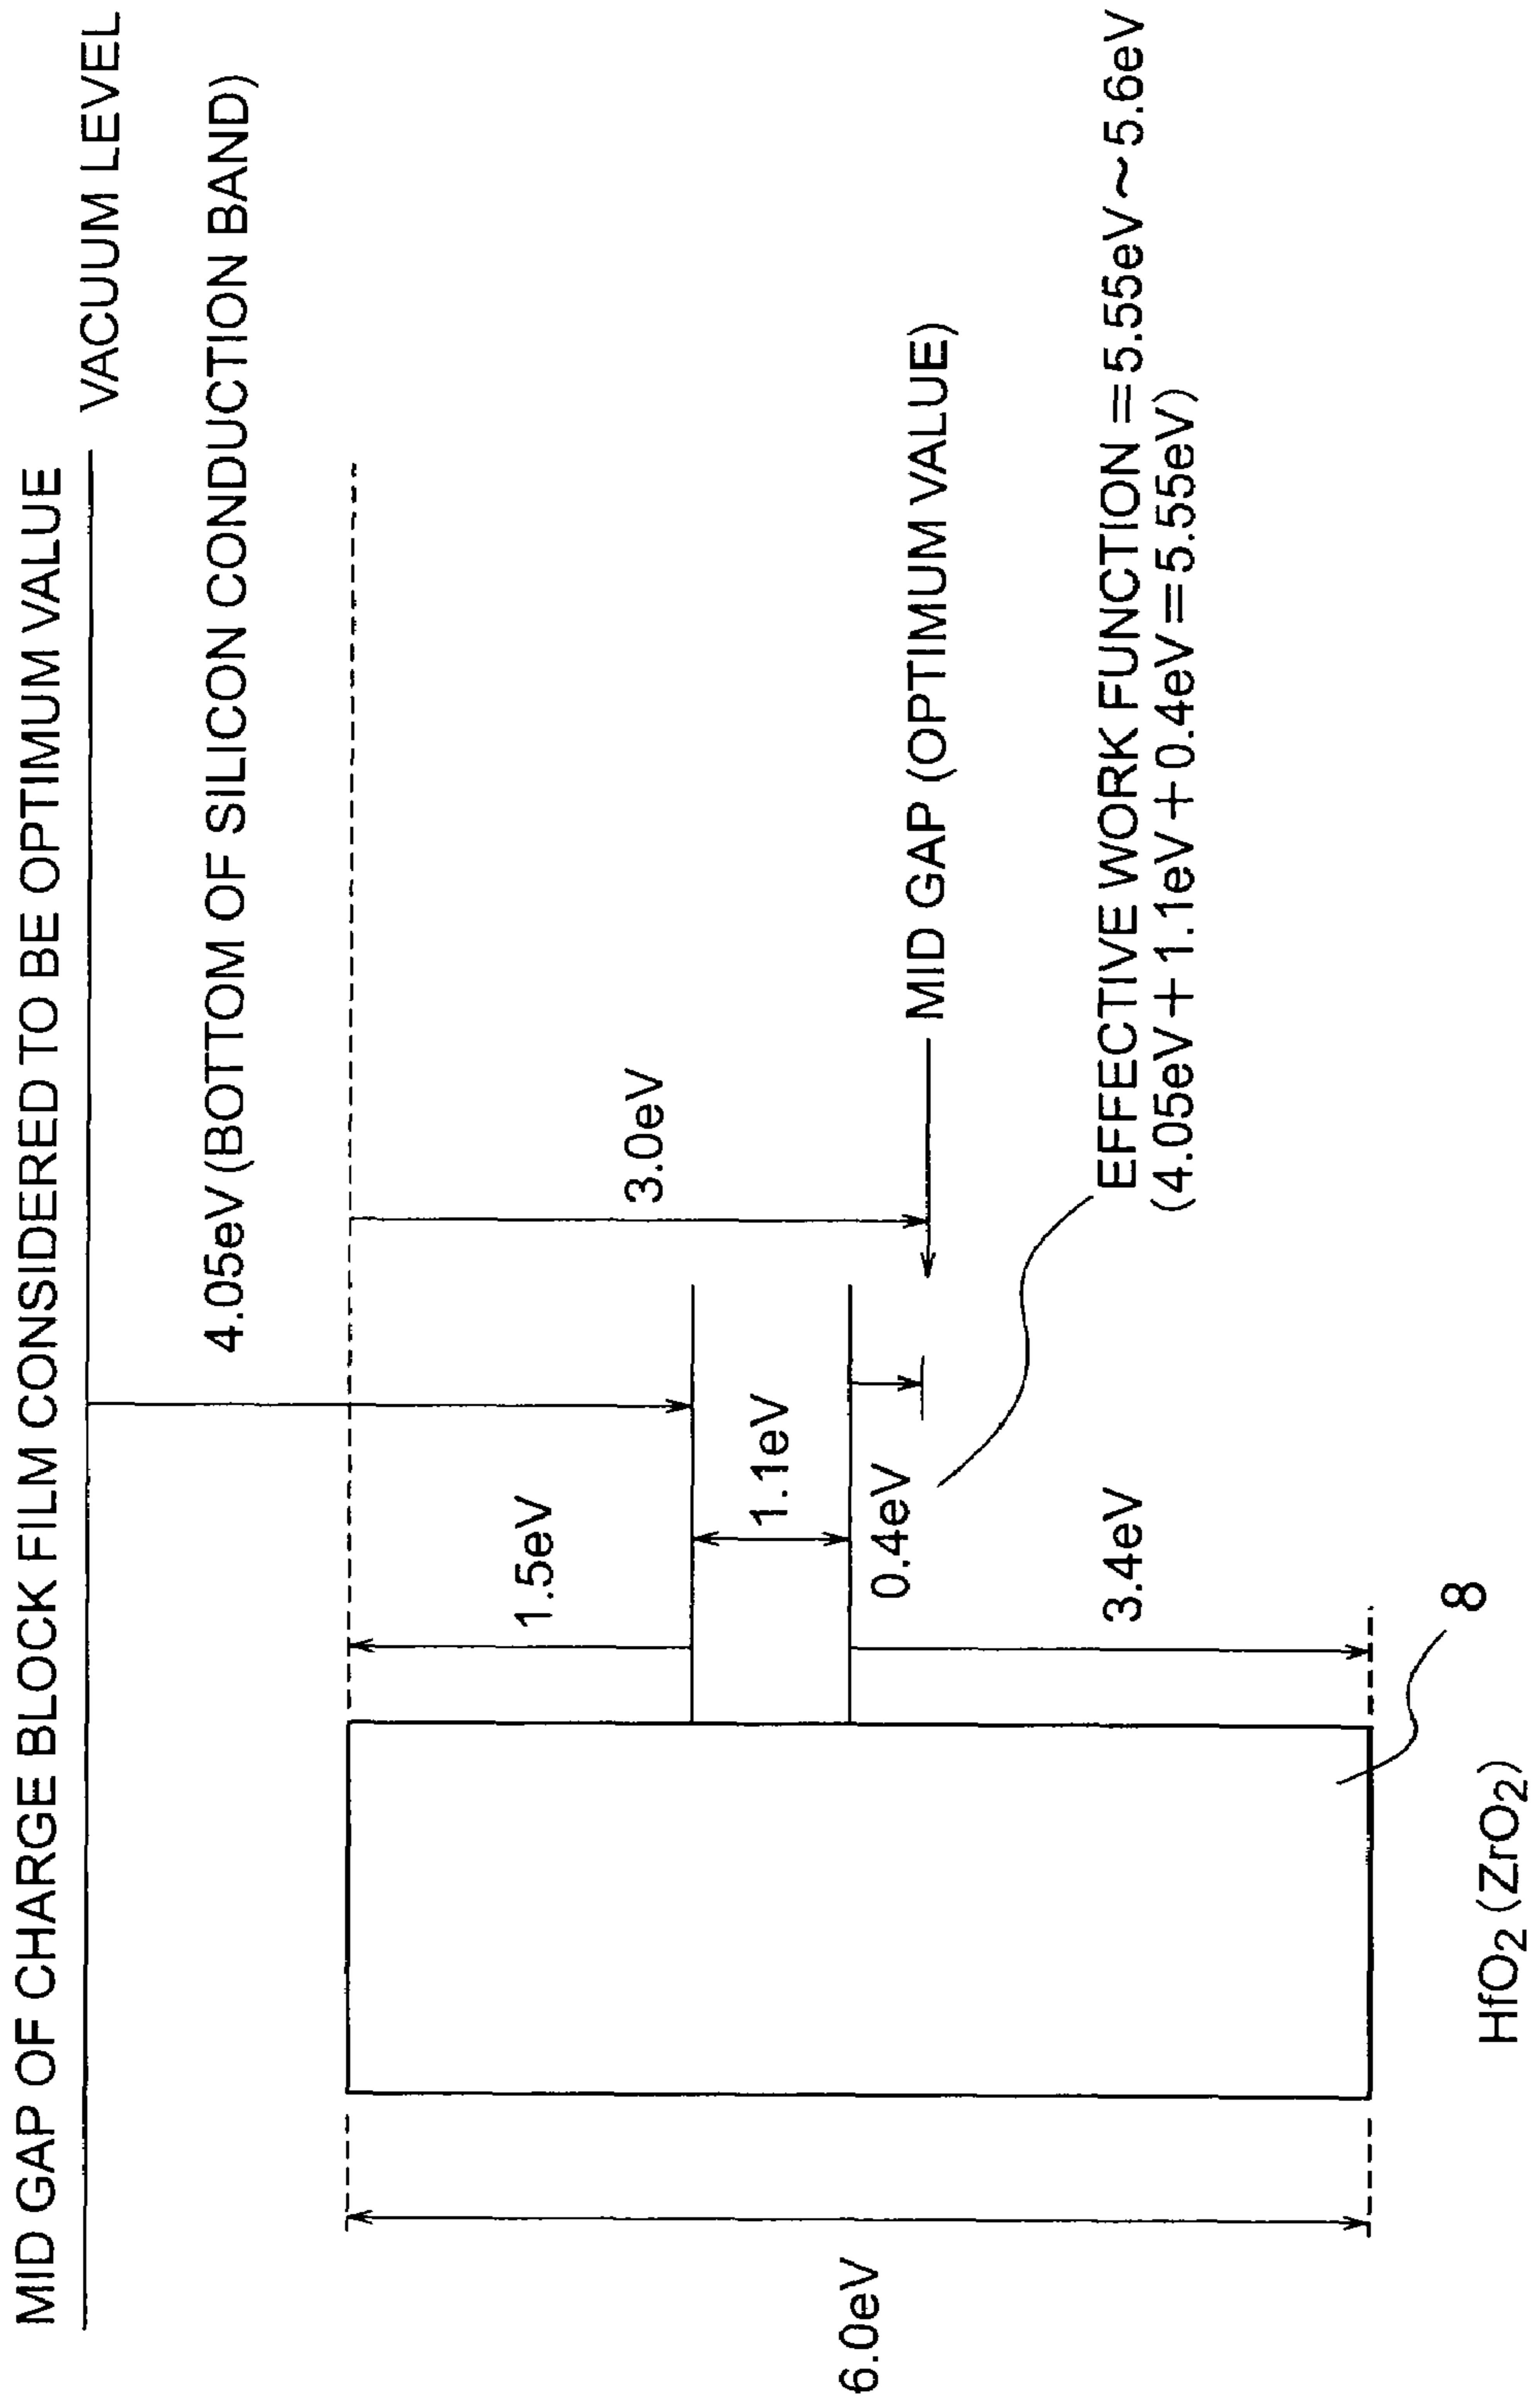 MID GAP OF CHARGE BLOCK FILM CONSIDERED TO BE OPTIMUM VALUE
VACUUM LEVEL
4.05eV (BOTTOM OF SILICON CONDUCTION BAND)
1.5eV
3.0eV
1.1eV
6.0eV
0.4eV
MID GAP (OPTIMUM VALUE)
3.4eV
EFFECTIVE WORK FUNCTION=5.55eV~5.6eV
(4.05eV+1.1eV+0.4eV=5.55eV)
8
HfO2 (ZrO2)